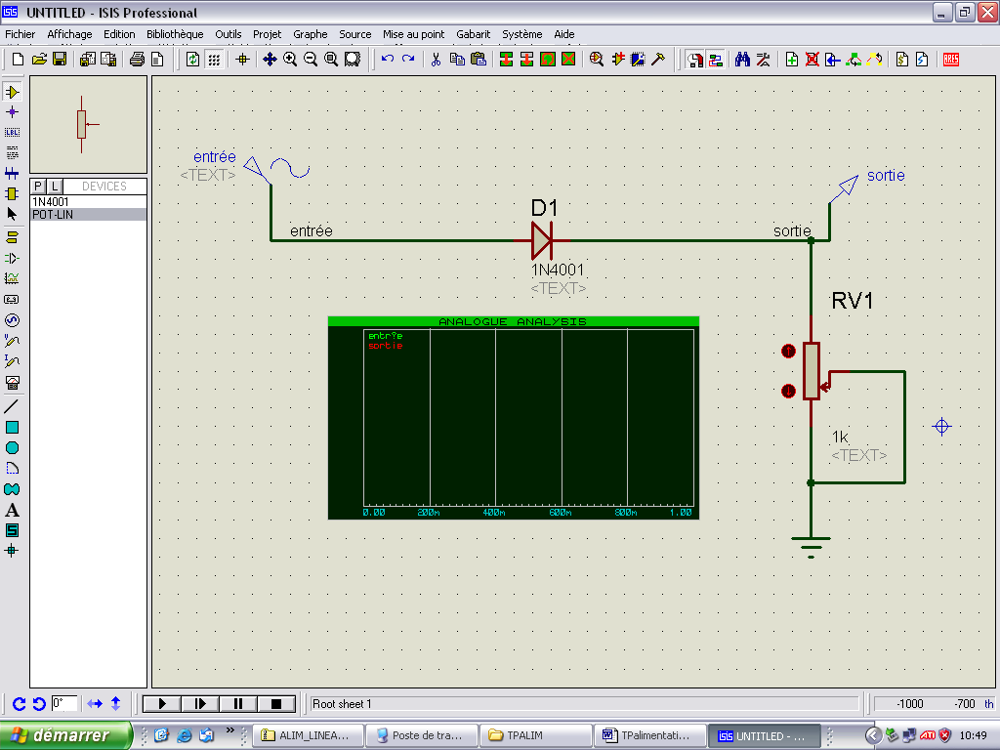 UNTITLED - ISIS Professional
Fichier Affichage Edition Bibliothèque Outils Projet Graphe Source Mise au point Gabarit Système Aide
P L DEVICES
1N4001
POT-LIN
entrée
<TEXT>
sortie
D1
entrée
sortie
1N4001
<TEXT>
RV1
ANALOGUE ANALYSIS
entr?e
sortie
1k
<TEXT>
0.00 200m 400m 600m 800m 1.00
0° Root sheet 1 -1000 -700 th
démarrer » ALIM_LINEA... Poste de tra... TPALIM TPalimentati... UNTITLED - ... 10:49